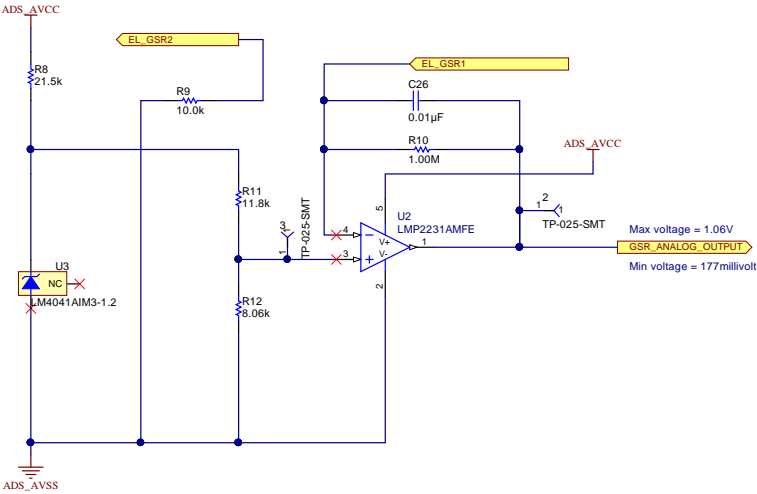 ADS_AVCC
EL_GSR2
EL_GSR1
R8
21.5k
R9
10.0k
C26
0.01µF
R10
1.00M
ADS_AVCC
R11
11.8k
TP-025-SMT
3
1
5
U2
LMP2231AMFE
4
3
V+
V-
1
2
2
1
1
TP-025-SMT
Max voltage = 1.06V
GSR_ANALOG_OUTPUT
Min voltage = 177millivolt
U3
NC
LM4041AIM3-1.2
R12
8.06k
ADS_AVSS